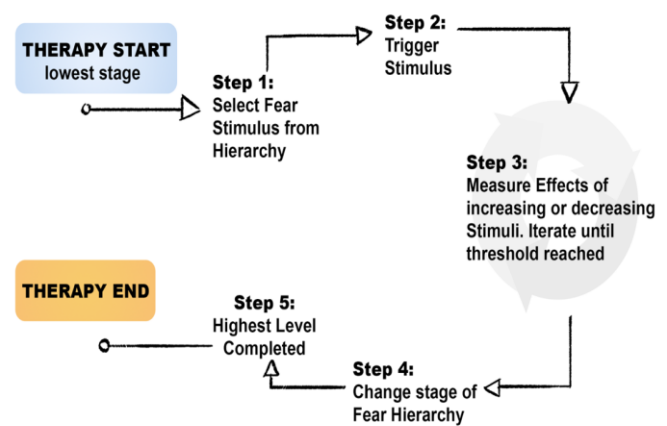 THERAPY START
lowest stage
Step 1:
Select Fear
Stimulus from
Hierarchy
Step 2:
Trigger
Stimulus
Step 3:
Measure Effects of
increasing or decreasing
Stimuli. Iterate until
threshold reached
Step 4:
Change stage of
Fear Hierarchy
Step 5:
Highest Level
Completed
THERAPY END